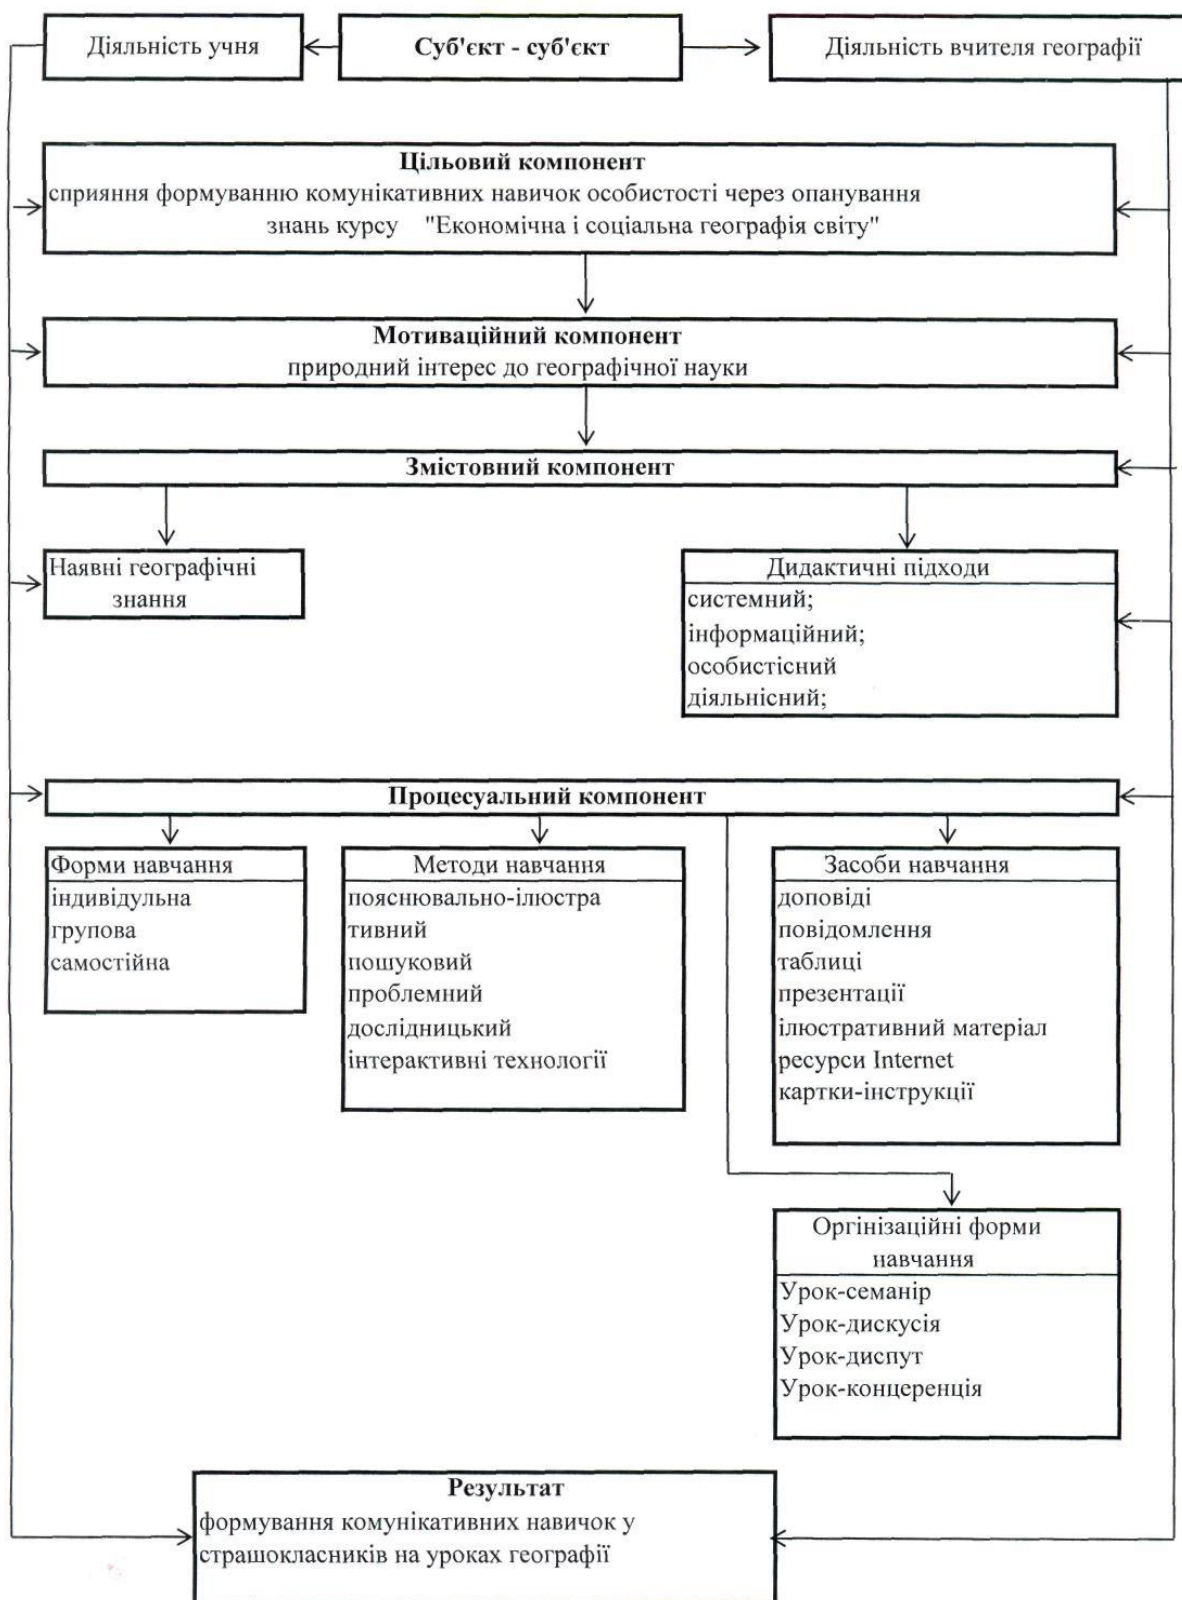 Діяльність учня
Суб'єкт - суб'єкт
Діяльність вчителя географії
Цільовий компонент
сприяння формуванню комунікативних навичок особистості через опанування
знань курсу "Економічна і соціальна географія світу"
Мотиваційний компонент
природний інтерес до географічної науки
Змістовний компонент
Наявні географічні
знання
Дидактичні підходи
системний;
інформаційний;
особистісний
діяльнісний;
Процесуальний компонент
Форми навчання
індивідульна
групова
самостійна
Методи навчання
пояснювально-ілюстра
тивний
пошуковий
проблемний
дослідницький
інтерактивні технології
Засоби навчання
доповіді
повідомлення
таблиці
презентації
ілюстративний матеріал
ресурси Internet
картки-інструкції
Оргінізаційні форми
навчання
Урок-семанір
Урок-дискусія
Урок-диспут
Урок-конценренція
Результат
формування комунікативних навичок у
страшокласників на уроках географії